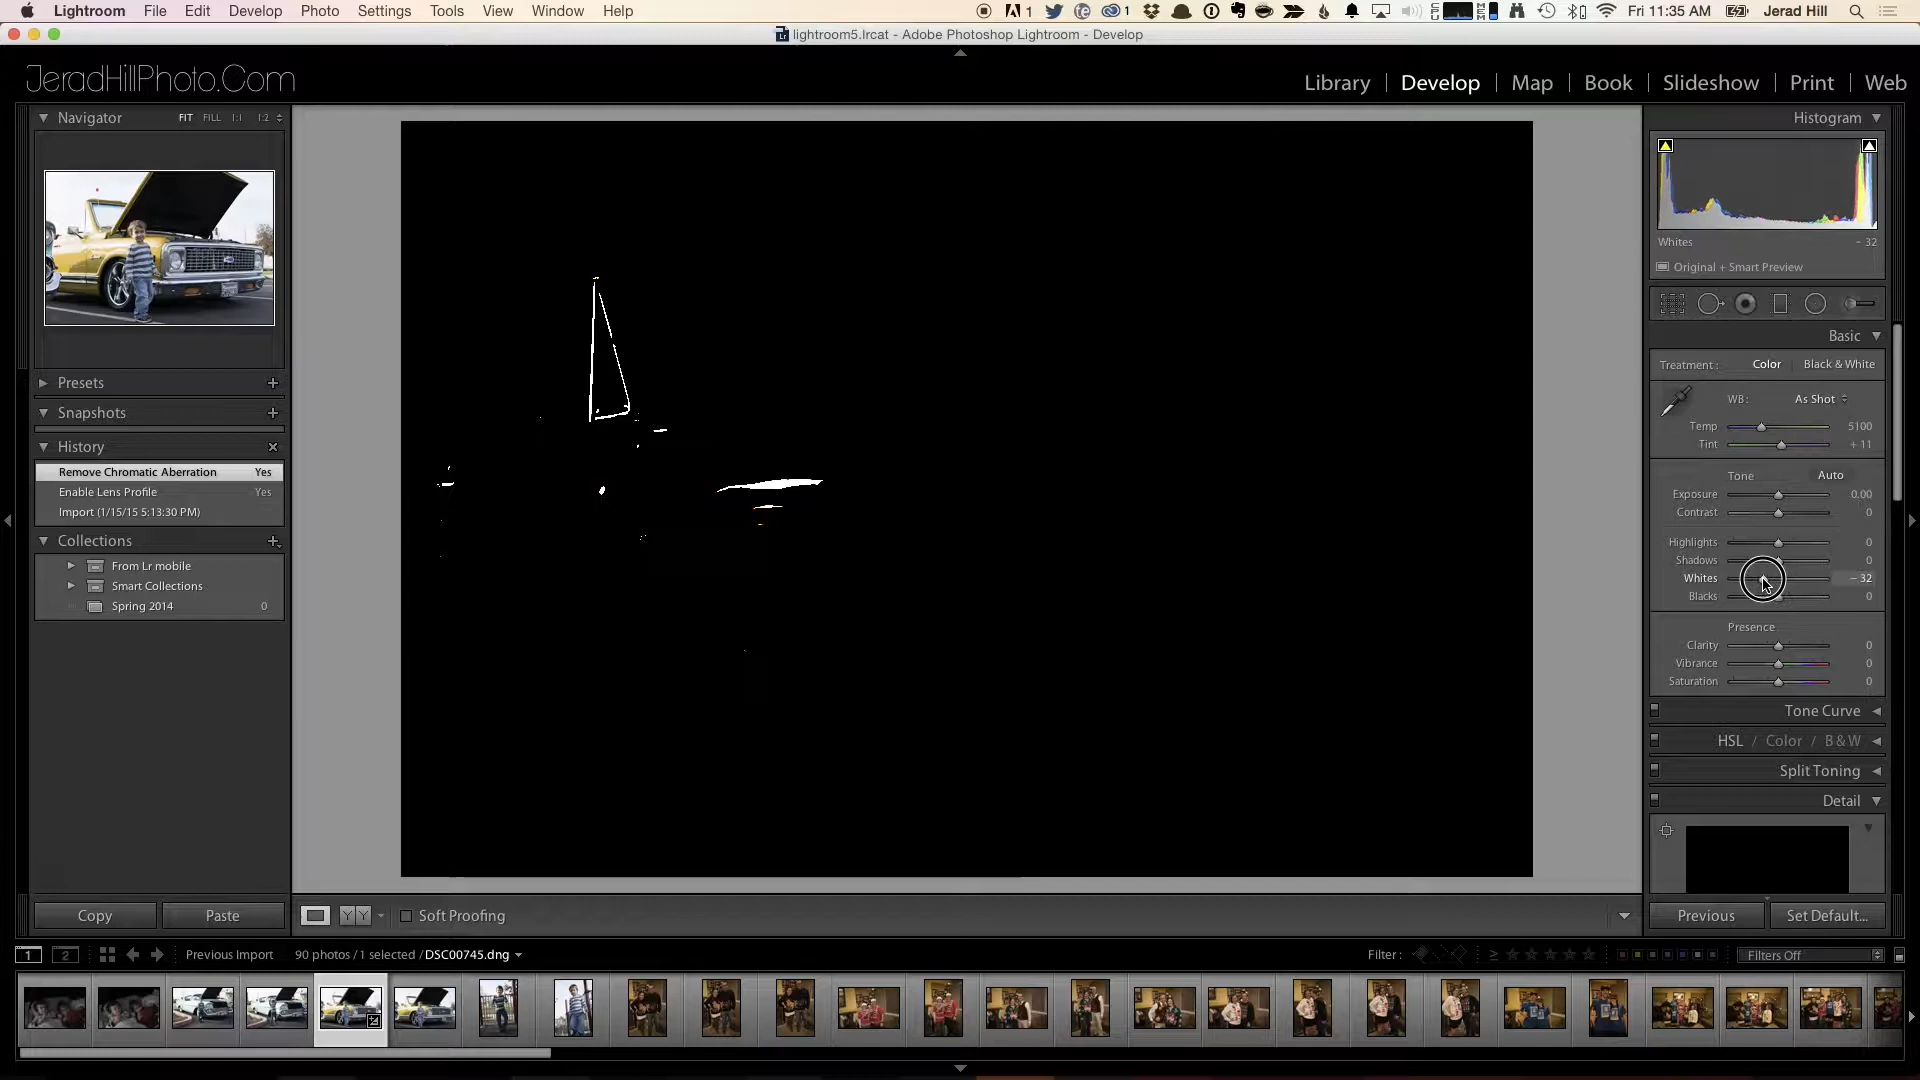 Lightroom File Edit Develop Photo Settings Tools View Window Help 1 1 Fri 11:35 AM Jerad Hill
lightroom5.lrcat - Adobe Photoshop Lightroom - Develop
JeradHillPhoto.Com
Library | Develop | Map | Book | Slideshow | Print | Web
Navigator FIT FILL 1:1 1:2
Presets
Snapshots
History
Remove Chromatic Aberration Yes
Enable Lens Profile Yes
Import (1/15/15 5:13:30 PM)
Collections
From Lr mobile
Smart Collections
Spring 2014 0
Copy Paste
Soft Proofing
Histogram
Whites - 32
Original + Smart Preview
Basic
Treatment : Color Black & White
WB : As Shot
Temp 5100
Tint + 11
Tone Auto
Exposure 0.00
Contrast 0
Highlights 0
Shadows 0
Whites - 32
Blacks 0
Presence
Clarity 0
Vibrance 0
Saturation 0
Tone Curve
HSL / Color / B & W
Split Toning
Detail
Previous Set Default...
1 2 Previous Import 90 photos / 1 selected / DSC00745.dng Filter : Filters Off